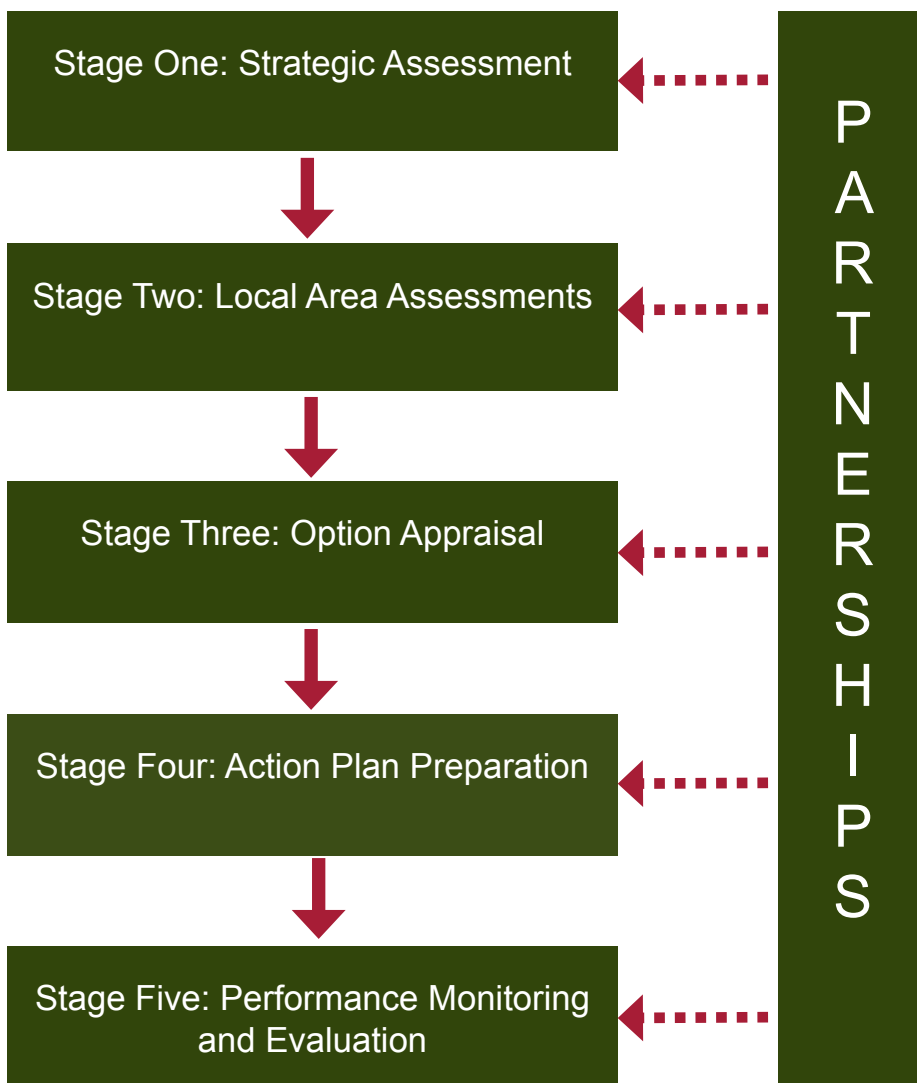 Stage One: Strategic Assessment
Stage Two: Local Area Assessments
Stage Three: Option Appraisal
Stage Four: Action Plan Preparation
Stage Five: Performance Monitoring
and Evaluation
P
A
R
T
N
E
R
S
H
I
P
S